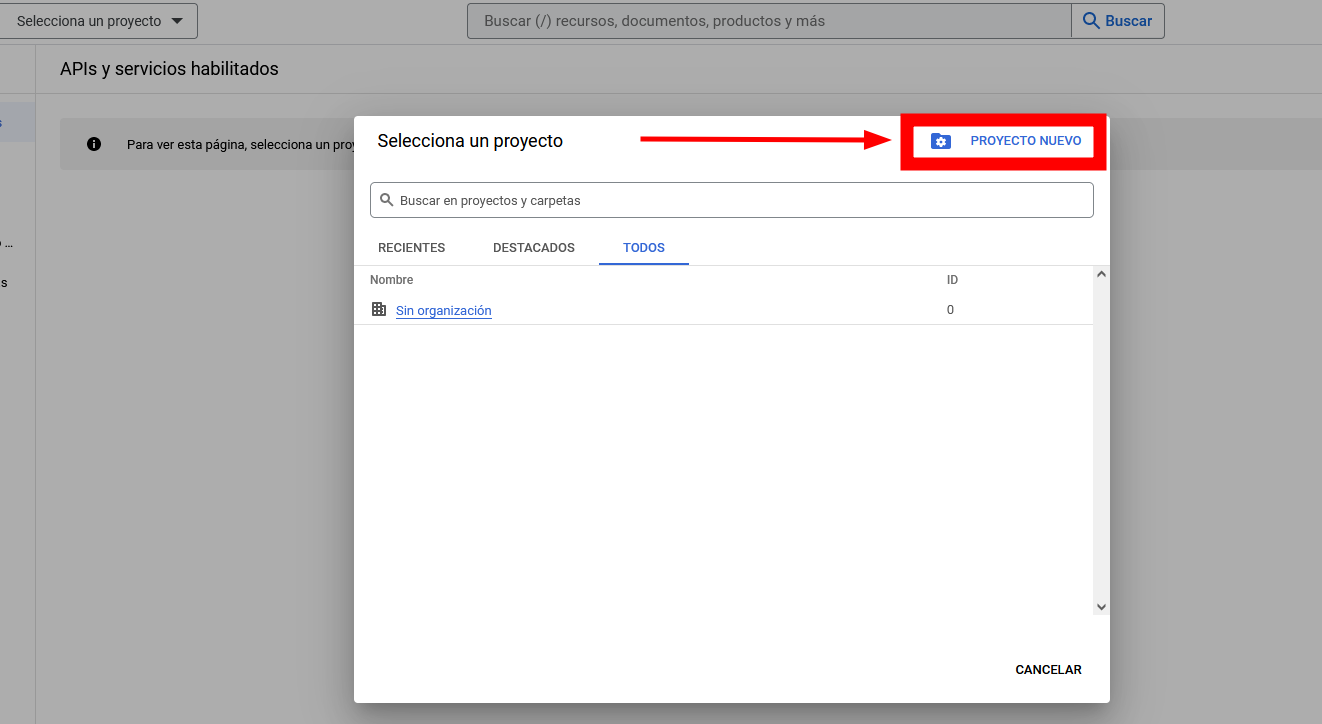 Selecciona un proyecto
Buscar (/) recursos, documentos, productos y más
Buscar
APIs y servicios habilitados
s
Para ver esta página, selecciona un proy
Selecciona un proyecto
PROYECTO NUEVO
Buscar en proyectos y carpetas
o ...
RECIENTES
DESTACADOS
TODOS
s
Nombre
ID
Sin organización
0
CANCELAR